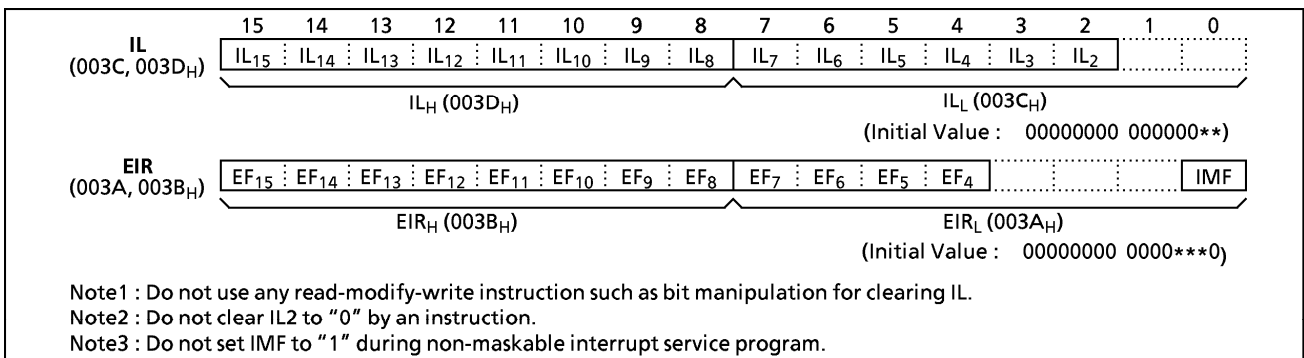 15 14 13 12 11 10 9 8 7 6 5 4 3 2 1 0
IL
(003C, 003DH)
IL15 IL14 IL13 IL12 IL11 IL10 IL9 IL8 IL7 IL6 IL5 IL4 IL3 IL2
ILH (003DH) ILL (003CH)
(Initial Value : 00000000 000000**)
EIR
(003A, 003BH)
EF15 EF14 EF13 EF12 EF11 EF10 EF9 EF8 EF7 EF6 EF5 EF4 IMF
EIRH (003BH) EIRL (003AH)
(Initial Value : 00000000 0000***0)
Note1 : Do not use any read-modify-write instruction such as bit manipulation for clearing IL.
Note2 : Do not clear IL2 to “0” by an instruction.
Note3 : Do not set IMF to “1” during non-maskable interrupt service program.